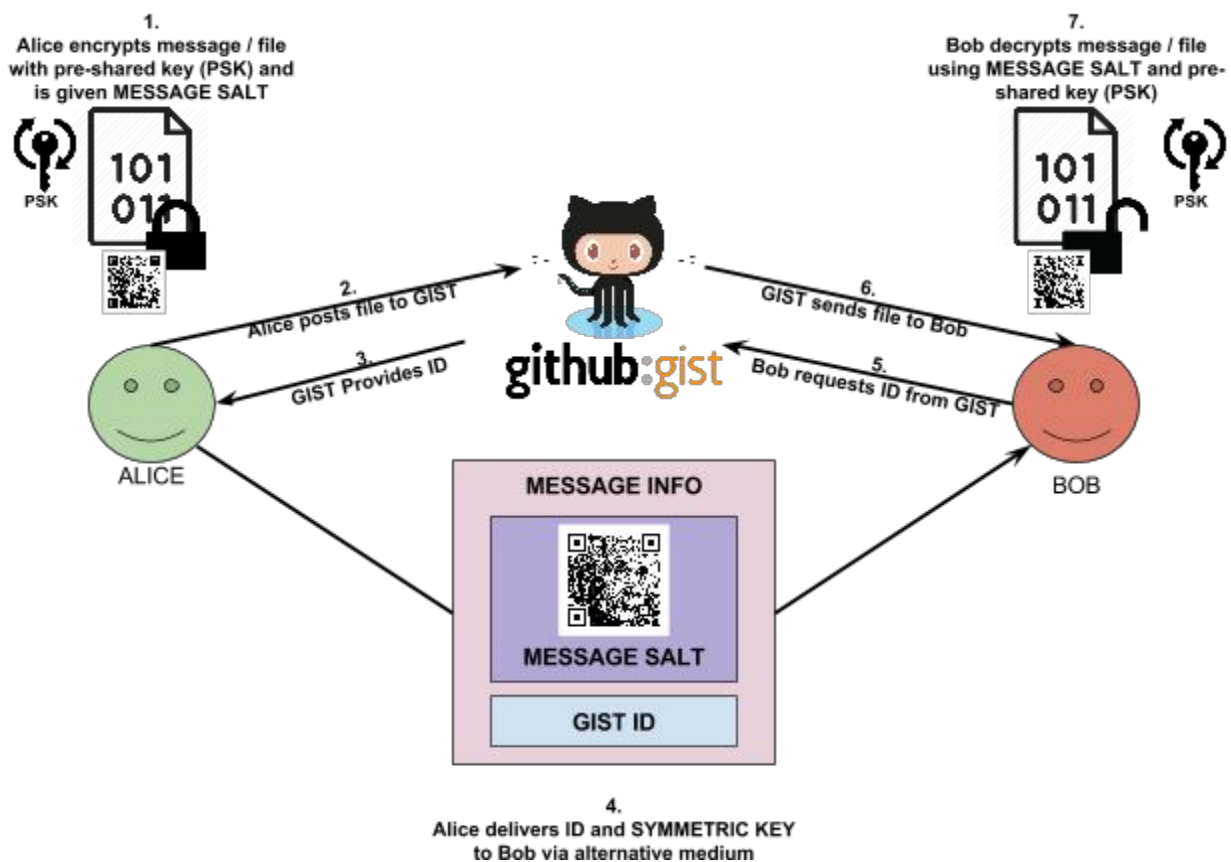 1.
Alice encrypts message / file
with pre-shared key (PSK) and
is given MESSAGE SALT
PSK
101
011
7.
Bob decrypts message / file
using MESSAGE SALT and pre-
shared key (PSK)
101
011
PSK
2.
Alice posts file to GIST
3.
GIST Provides ID
github:gist
6.
GIST sends file to Bob
5.
Bob requests ID from GIST
ALICE
BOB
MESSAGE INFO
MESSAGE SALT
GIST ID
4.
Alice delivers ID and SYMMETRIC KEY
to Bob via alternative medium